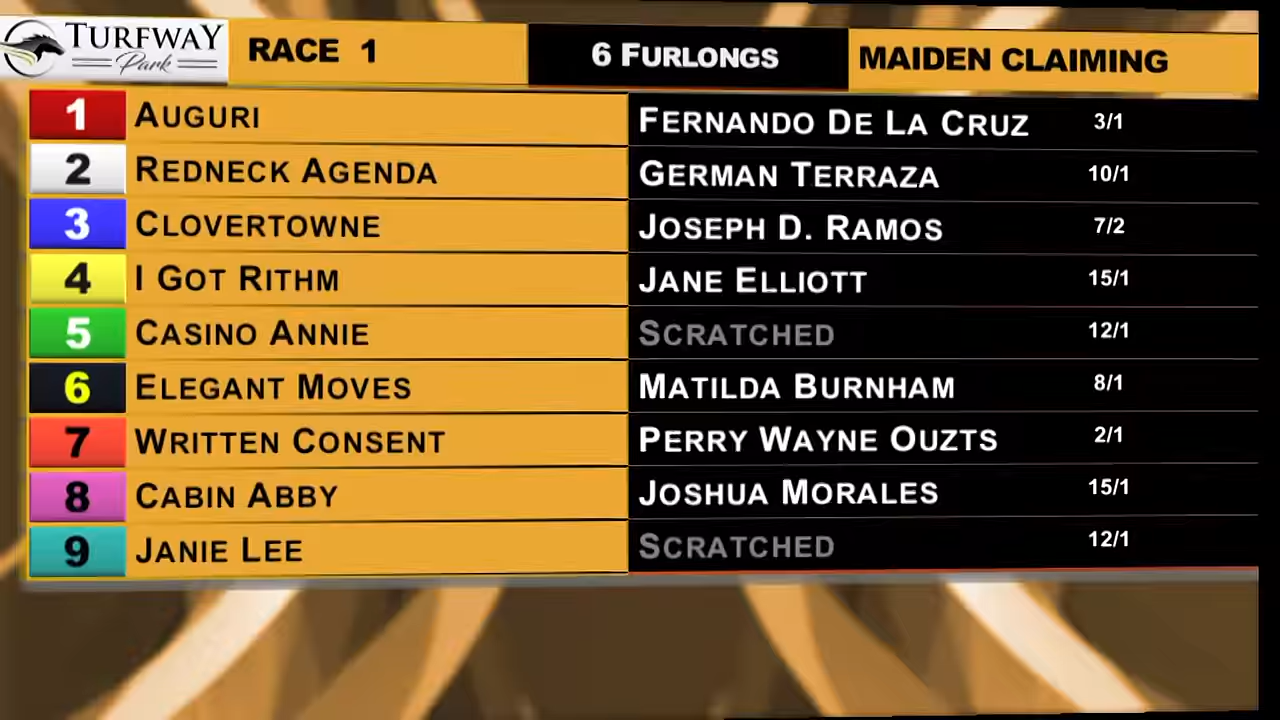 TURFWAY
Park
RACE 1
6 FURLONGS
MAIDEN CLAIMING
1 AUGURI FERNANDO DE LA CRUZ 3/1
2 REDNECK AGENDA GERMAN TERRAZA 10/1
3 CLOVERTOWNE JOSEPH D. RAMOS 7/2
4 I GOT RITHM JANE ELLIOTT 15/1
5 CASINO ANNIE SCRATCHED 12/1
6 ELEGANT MOVES MATILDA BURNHAM 8/1
7 WRITTEN CONSENT PERRY WAYNE OUZTS 2/1
8 CABIN ABBY JOSHUA MORALES 15/1
9 JANIE LEE SCRATCHED 12/1